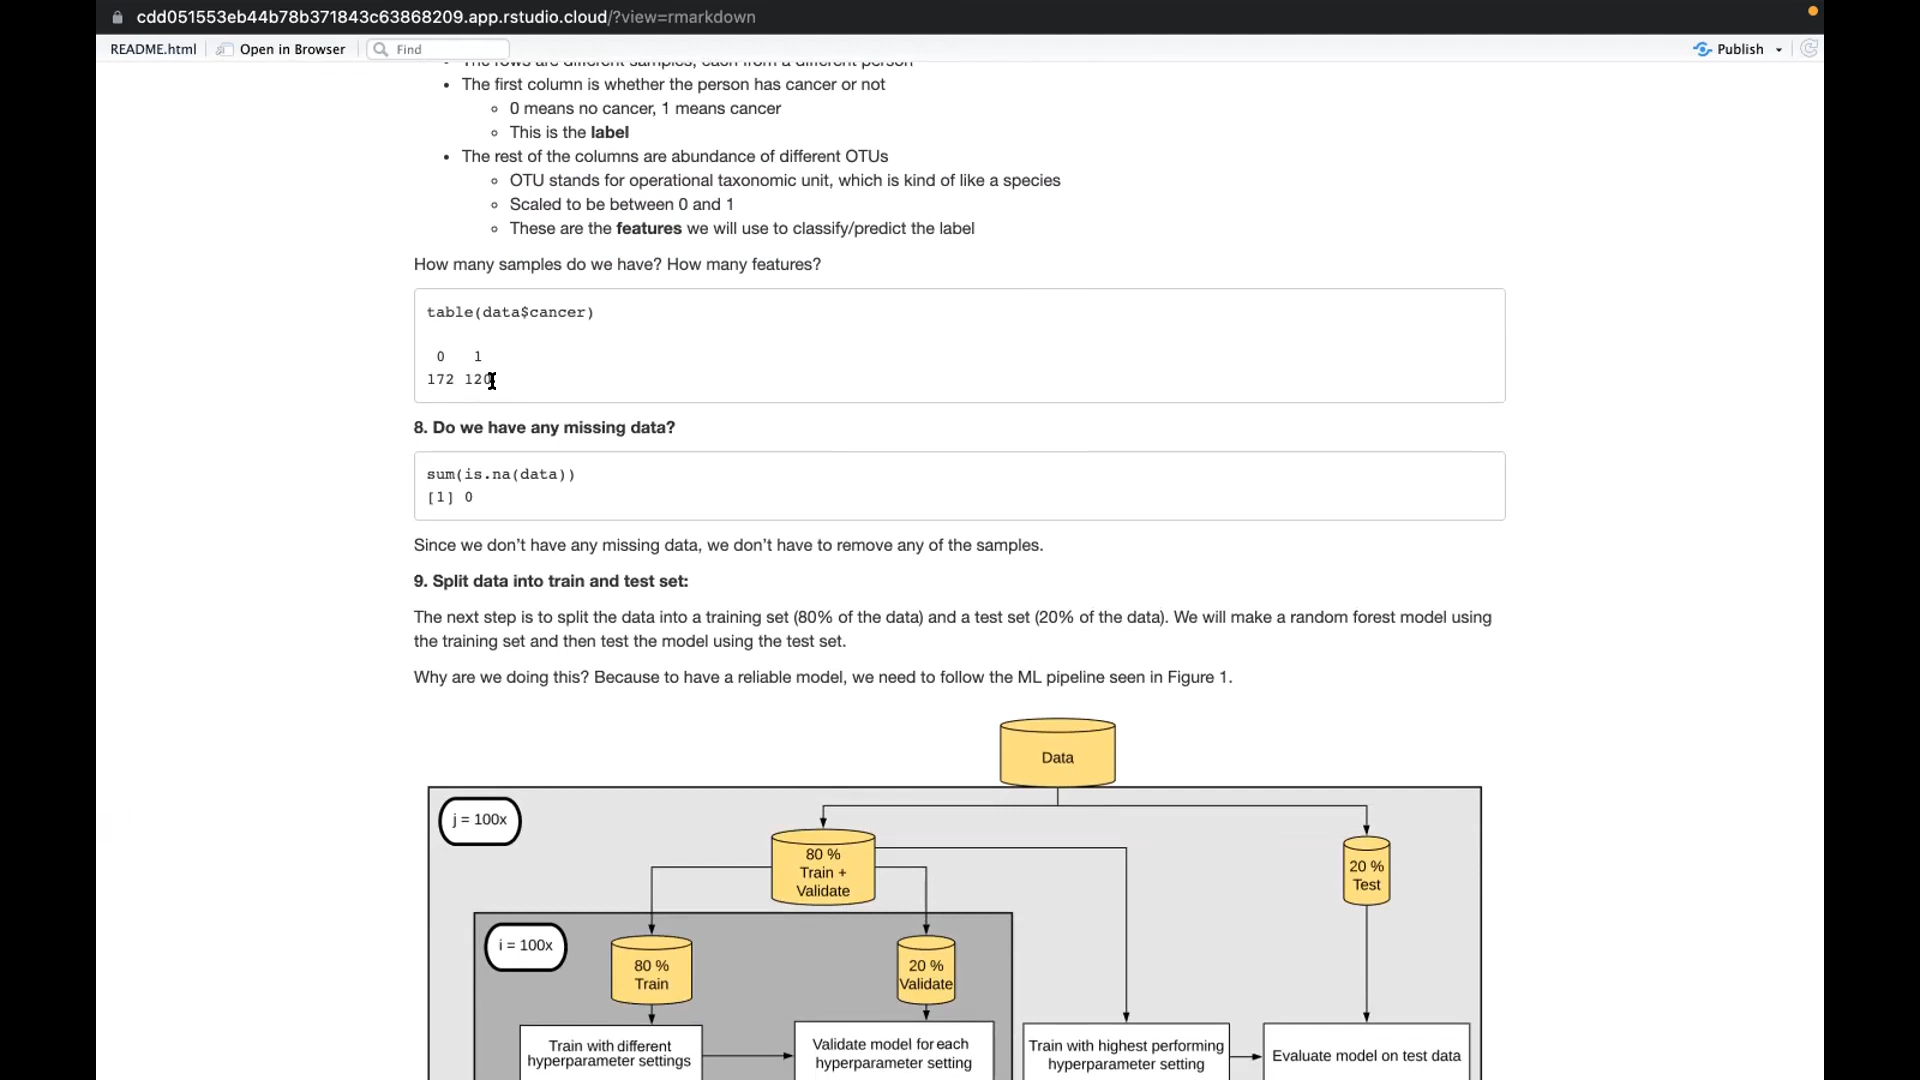 cdd051553eb44b78b371843c63868209.app.rstudio.cloud/?view=rmarkdown
README.html Open in Browser Find Publish
The rows are different samples, each from a different person
The first column is whether the person has cancer or not
0 means no cancer, 1 means cancer
This is the label
The rest of the columns are abundance of different OTUs
OTU stands for operational taxonomic unit, which is kind of like a species
Scaled to be between 0 and 1
These are the features we will use to classify/predict the label
How many samples do we have? How many features?
table(data$cancer)
0 1
172 120
8. Do we have any missing data?
sum(is.na(data))
[1] 0
Since we don’t have any missing data, we don’t have to remove any of the samples.
9. Split data into train and test set:
The next step is to split the data into a training set (80% of the data) and a test set (20% of the data). We will make a random forest model using
the training set and then test the model using the test set.
Why are we doing this? Because to have a reliable model, we need to follow the ML pipeline seen in Figure 1.
Data
j = 100x
80 %
Train +
Validate
20 %
Test
i = 100x
80 %
Train
20 %
Validate
Train with different
hyperparameter settings
Validate model for each
hyperparameter setting
Train with highest performing
hyperparameter setting
Evaluate model on test data